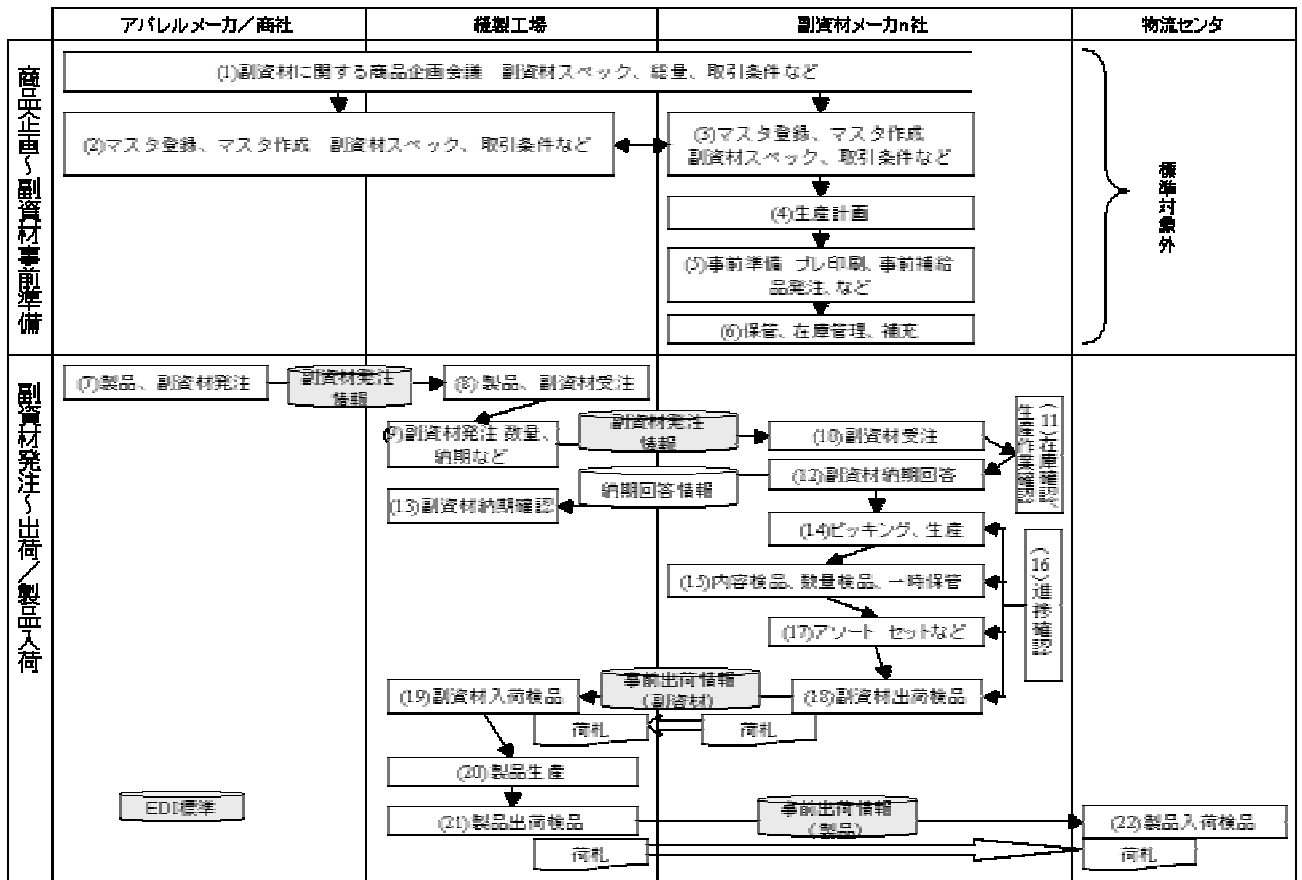 アパレルメーカ／商社
縫製工場
副資材メーカn社
物流センタ
商品企画～副資材事前準備
(1)副資材に関する商品企画会議　副資材スペック、総量、取引条件など
(2)マスタ登録、マスタ作成　副資材スペック、取引条件など
(3)マスタ登録、マスタ作成
副資材スペック、取引条件など
(4)生産計画
(5)事前準備　プレ印刷、事前補給
品発注、など
(6)保管、在庫管理、補充
標準対象外
副資材発注～出荷／製品入荷
(7)製品、副資材発注
副資材発注
情報
(8) 製品、副資材受注
(9)副資材発注 数量、
納期など
副資材発注
情報
(10)副資材受注
(11)在庫確認ど
生産作業確認
(12)副資材納期回答
納期回答情報
(13)副資材納期確認
(14)ピッキング、生産
(15)内容検品、数量検品、一時保管
(16)進捗確認
(17)アソート　セットなど
(18)副資材出荷検品
事前出荷情報
(副資材)
(19)副資材入荷検品
荷札
荷札
(20)製品生産
EDI標準
(21)製品出荷検品
事前出荷情報
(製品)
(22)製品入荷検品
荷札
荷札